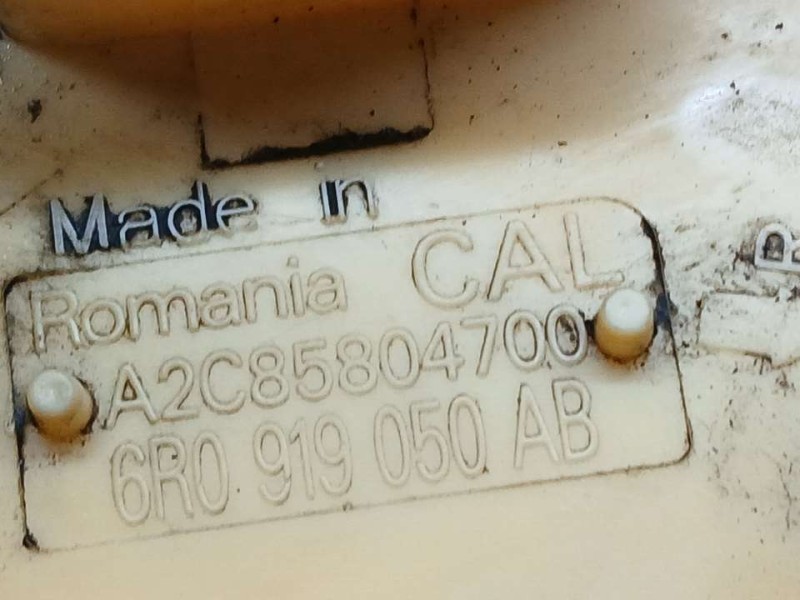 Made in
Romania CAL
A2C85804700
6R0 919 050 AB
R